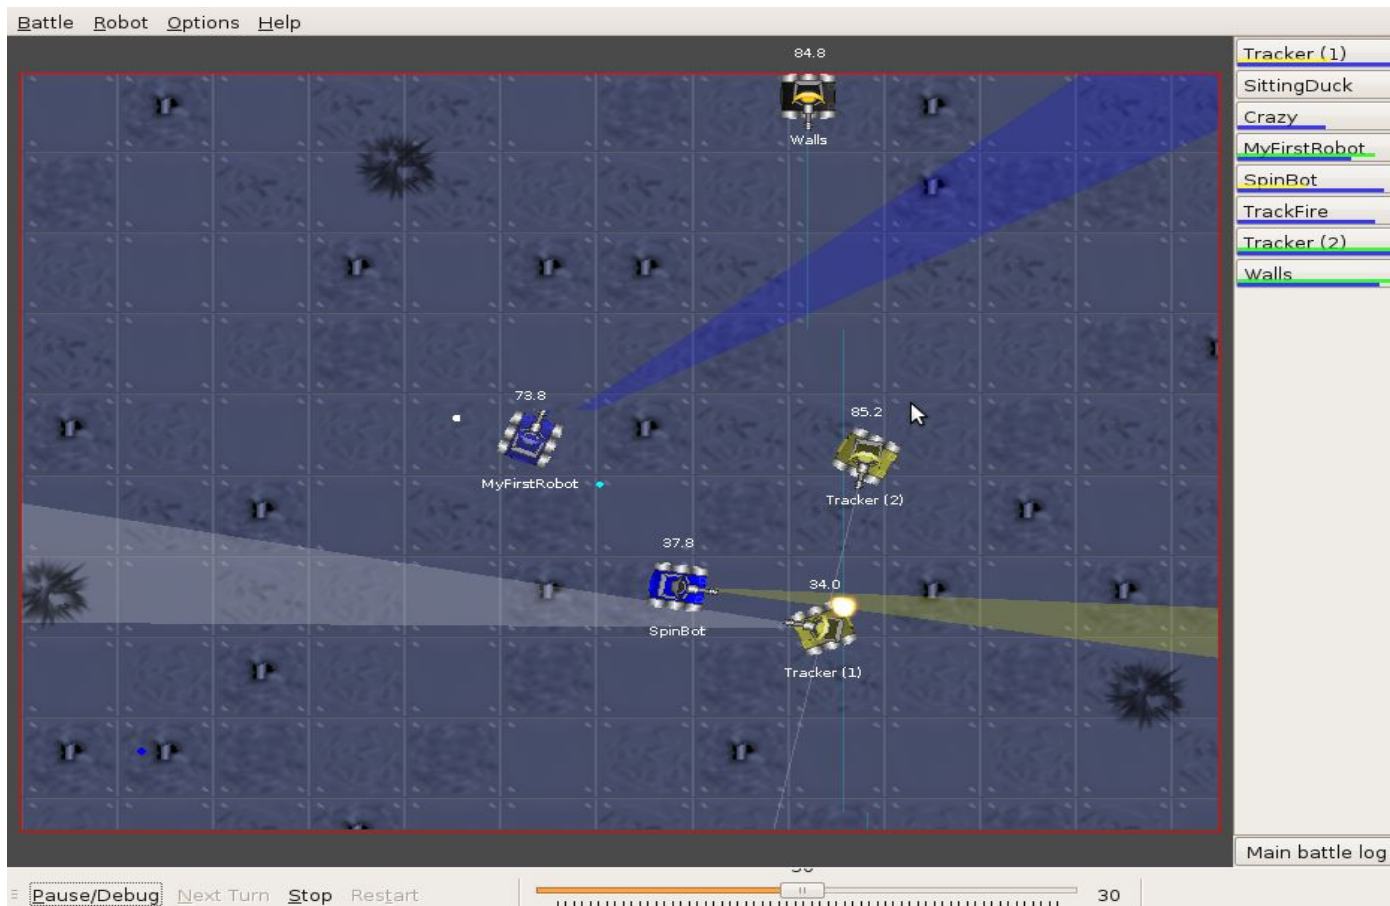 Battle Robot Options Help
84.8
Walls
73.8
MyFirstRobot
85.2
Tracker (2)
37.8
SpinBot
34.0
Tracker (1)
Tracker (1)
SittingDuck
Crazy
MyFirstRobot
SpinBot
TrackFire
Tracker (2)
Walls
Main battle log
Pause/Debug Next Turn Stop Restart
30